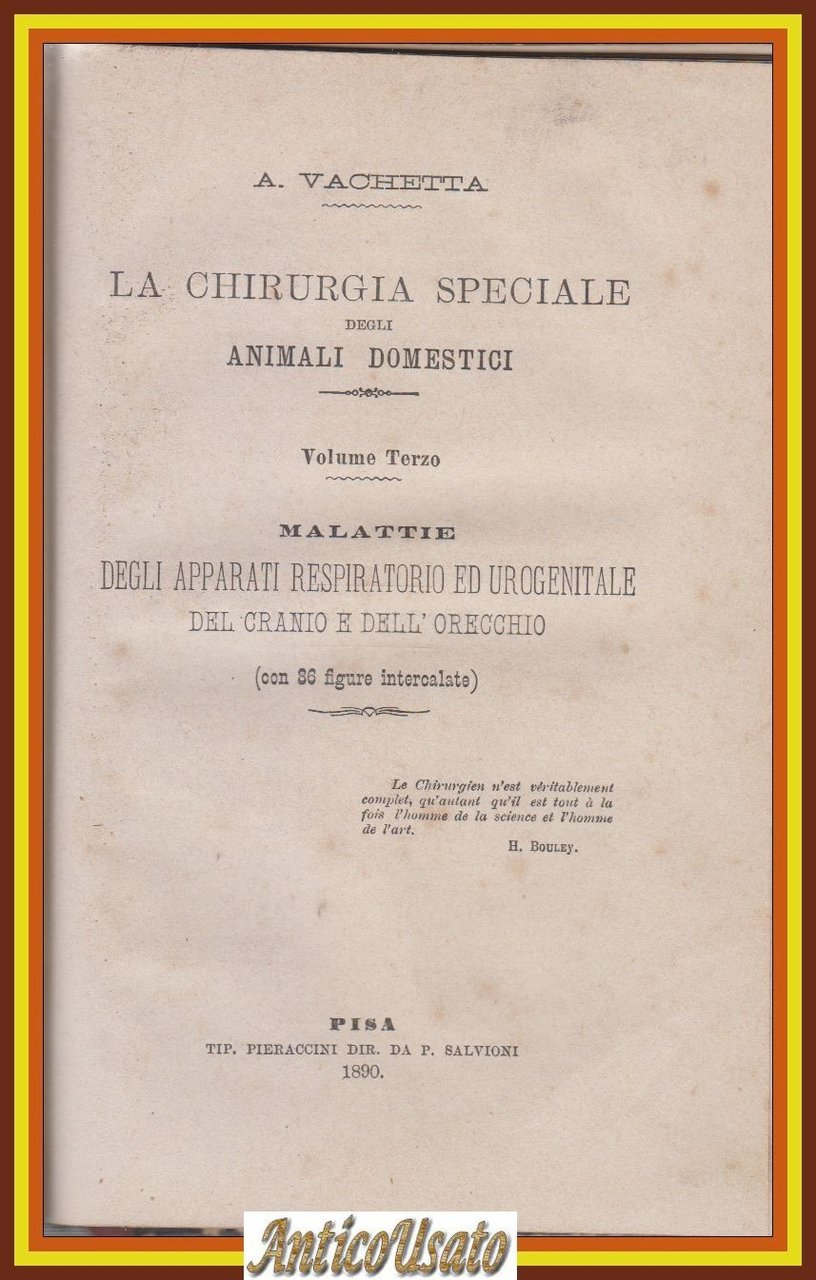 A. VACHETTA
LA CHIRURGIA SPECIALE
DEGLI
ANIMALI DOMESTICI
Volume Terzo
MALATTIE
DEGLI APPARATI RESPIRATORIO ED UROGENITALE
DEL CRANIO E DELL' ORECCHIO
(con 86 figure intercalate)
Le Chirurgien n'est véritablement
complet, qu'autant qu'il est tout à la
fois l'homme de la science et l'homme
de l'art.
H. BOULEY.
PISA
TIP. PIERACCINI DIR. DA P. SALVIONI
1890.
AnticoUsato